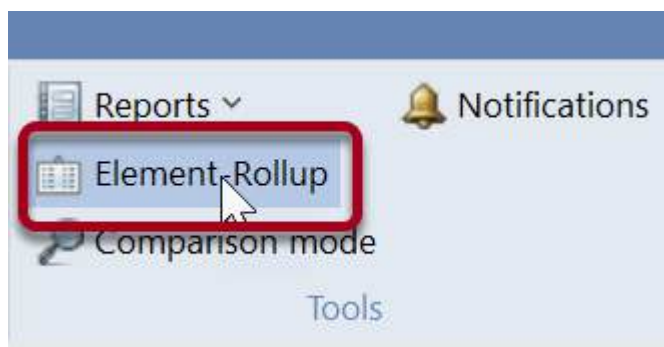 Reports
Notifications
Element-Rollup
Comparison mode
Tools